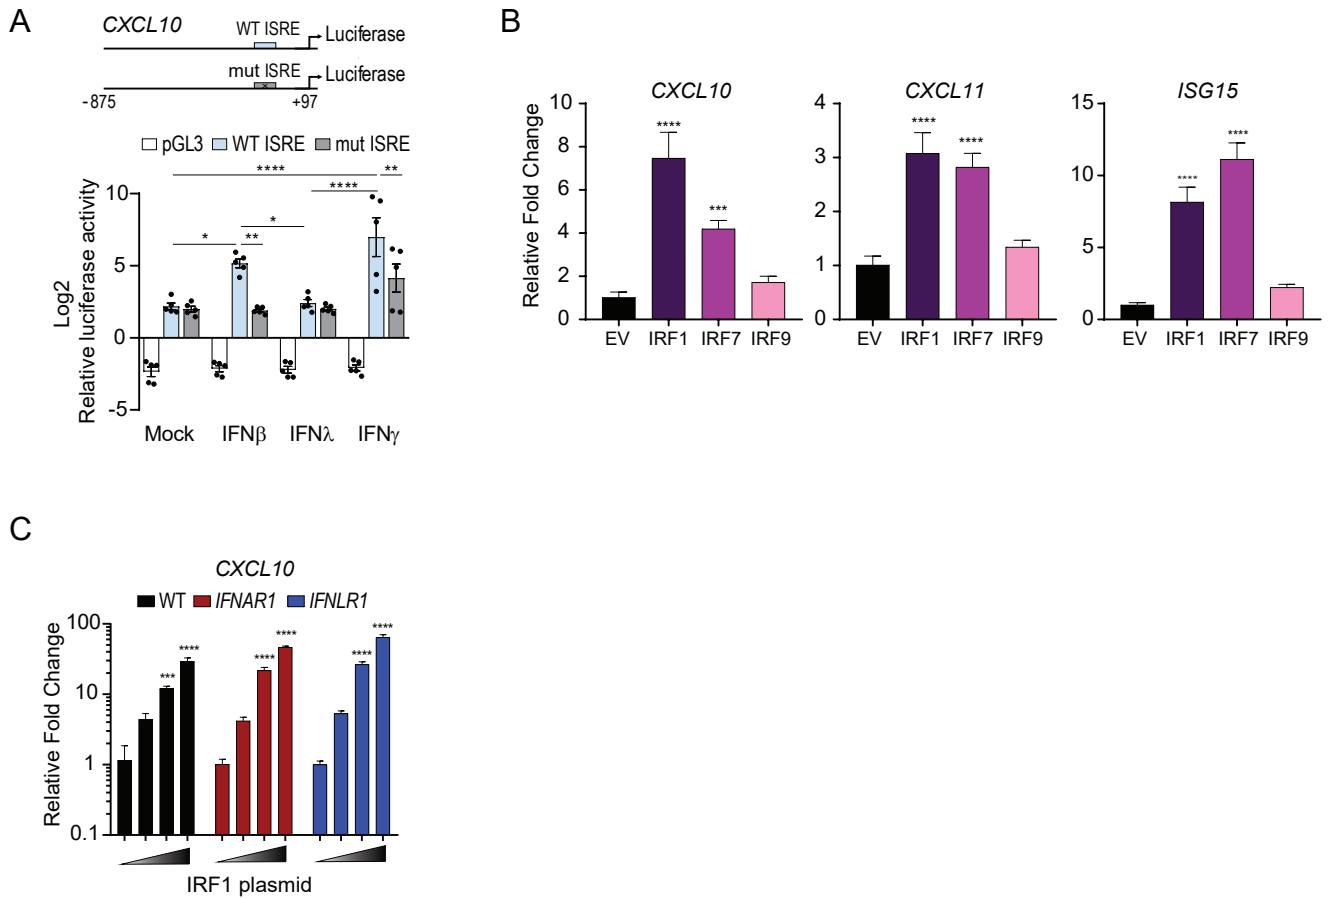 A
CXCL10
WT ISRE
Luciferase
mut ISRE
×
Luciferase
-875
+97
pGL3
WT ISRE
mut ISRE
**** **
****
* ** *
Log2
Relative luciferase activity
10
5
0
-5
Mock IFNβ IFNλ IFNγ
B
CXCL10
Relative Fold Change
10
8
6
4
2
0
****
***
EV IRF1 IRF7 IRF9
CXCL11
4
3
2
1
0
****
****
EV IRF1 IRF7 IRF9
ISG15
15
10
5
0
****
****
EV IRF1 IRF7 IRF9
C
CXCL10
WT IFNAR1 IFNLR1
Relative Fold Change
100
10
1
0.1
*** ****
**** ****
**** ****
IRF1 plasmid